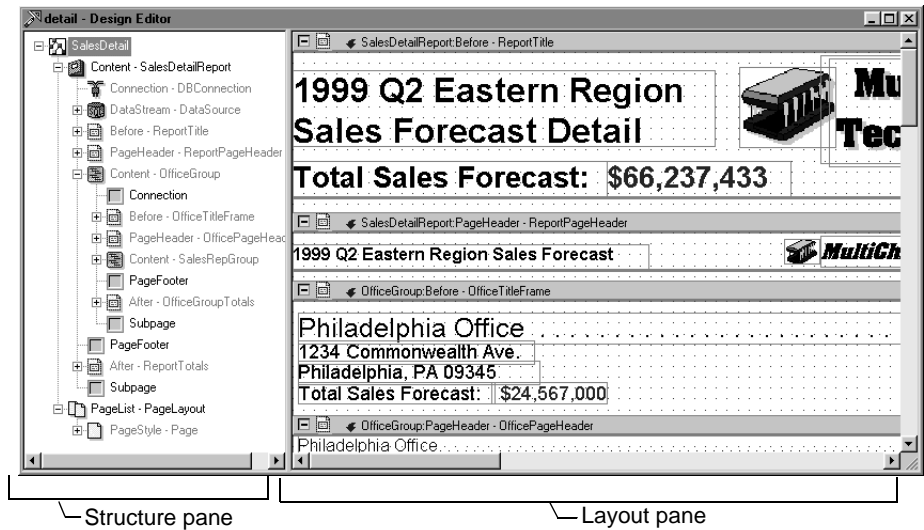 detail - Design Editor
SalesDetail
Content - SalesDetailReport
Connection - DBConnection
DataStream - DataSource
Before - ReportTitle
PageHeader - ReportPageHeader
Content - OfficeGroup
Connection
Before - OfficeTitleFrame
PageHeader - OfficePageHeac
Content - SalesRepGroup
PageFooter
After - OfficeGroupTotals
Subpage
PageFooter
After - ReportTotals
Subpage
PageList - PageLayout
PageStyle - Page
SalesDetailReport:Before - ReportTitle
1999 Q2 Eastern Region
Sales Forecast Detail
Mu
Tec
Total Sales Forecast: $66,237,433
SalesDetailReport:PageHeader - ReportPageHeader
1999 Q2 Eastern Region Sales Forecast
MultiCh
OfficeGroup:Before - OfficeTitleFrame
Philadelphia Office
1234 Commonwealth Ave.
Philadelphia, PA 09345
Total Sales Forecast: $24,567,000
OfficeGroup:PageHeader - OfficePageHeader
Philadelphia Office
Structure pane
Layout pane